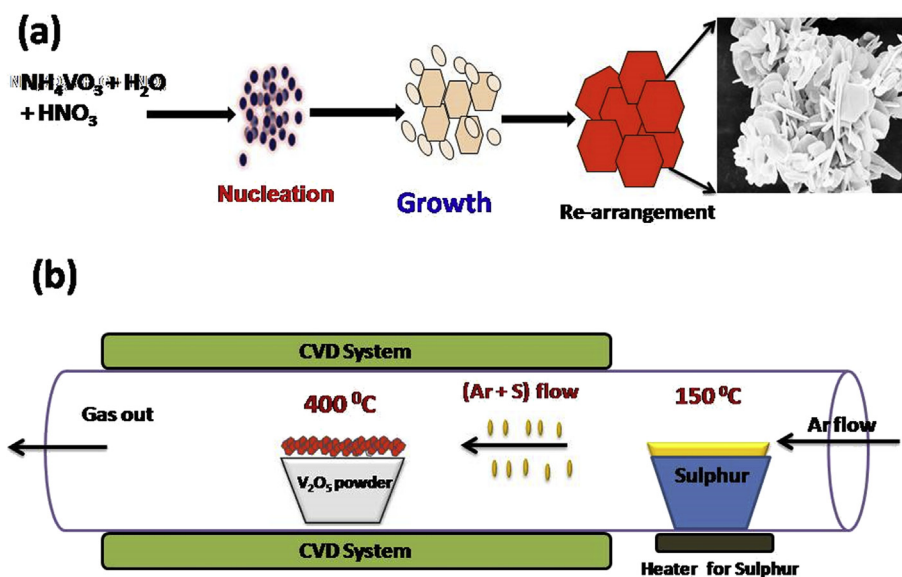 (a)
NH₄VO₃ + H₂O
+ HNO₃
Nucleation
Growth
Re-arrangement
(b)
CVD System
400 ⁰C
(Ar + S) flow
150 ⁰C
Gas out
Ar flow
V₂O₅ powder
Sulphur
CVD System
Heater for Sulphur